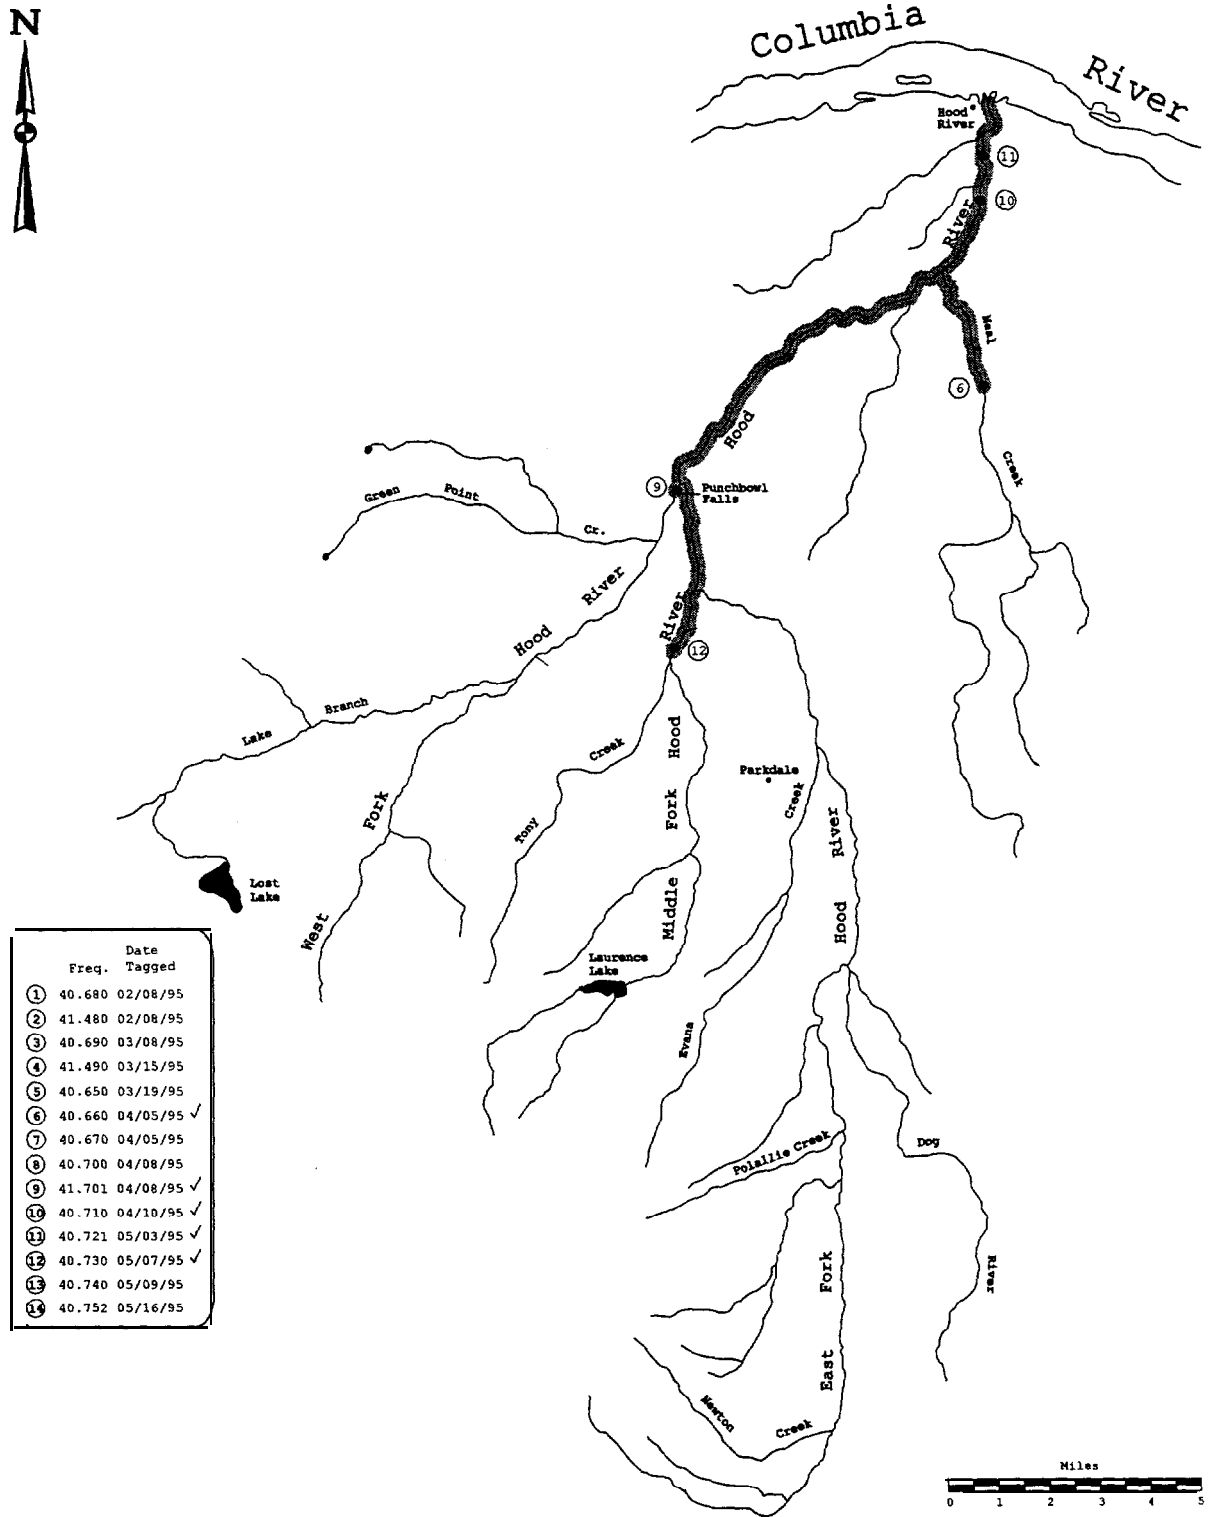 N
Columbia
River
Hood
River
11
10
River
Neal
6
Hood
Creek
9
Punchbowl
Falls
Green
Point
Cr.
River
Hood
River
12
Branch
Lake
Creek
Hood
Parkdale
Creek
Fork
Fork
Tony
River
Lost
Lake
West
Middle
Hood
Laurence
Lake
Evans
Dog
Polallie Creek
River
Fork
East
Newton
Creek
Date
Freq. Tagged
1 40.680 02/08/95
2 41.480 02/08/95
3 40.690 03/08/95
4 41.490 03/15/95
5 40.650 03/19/95
6 40.660 04/05/95 ✓
7 40.670 04/05/95
8 40.700 04/08/95
9 41.701 04/08/95 ✓
10 40.710 04/10/95 ✓
11 40.721 05/03/95 ✓
12 40.730 05/07/95 ✓
13 40.740 05/09/95
14 40.752 05/16/95
Miles
0 1 2 3 4 5